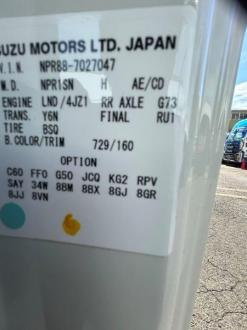 SUZU MOTORS LTD. JAPAN
V.I.N. NPR88-7027047
W.D. NPR1SN H AE/CD
ENGINE LND/4JZ1 RR AXLE G73
TRANS. Y6N FINAL RU1
TIRE BSQ
B.COLOR/TRIM 729/160
OPTION
C60 FFO G50 JCQ KG2 RPV
SAY 34W 8BM 8BX 8GJ 8GR
8JJ 8VN
6